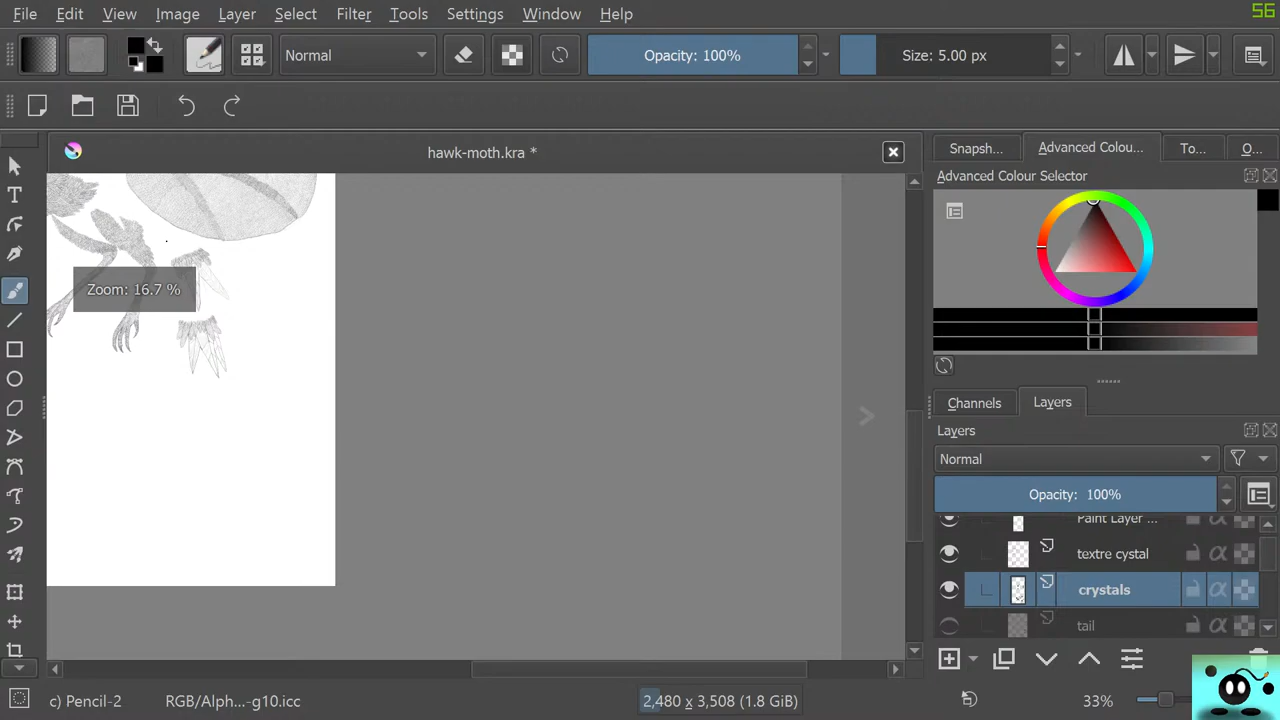 File Edit View Image Layer Select Filter Tools Settings Window Help
56
Normal
Opacity: 100%
Size: 5.00 px
hawk-moth.kra *
Snapsh...
Advanced Colou...
To...
O...
Advanced Colour Selector
Zoom: 16.7 %
Channels
Layers
Layers
Normal
Opacity: 100%
Paint Layer ...
textre cystal
crystals
tail
c) Pencil-2
RGB/Alph...-g10.icc
2,480 x 3,508 (1.8 GiB)
33%